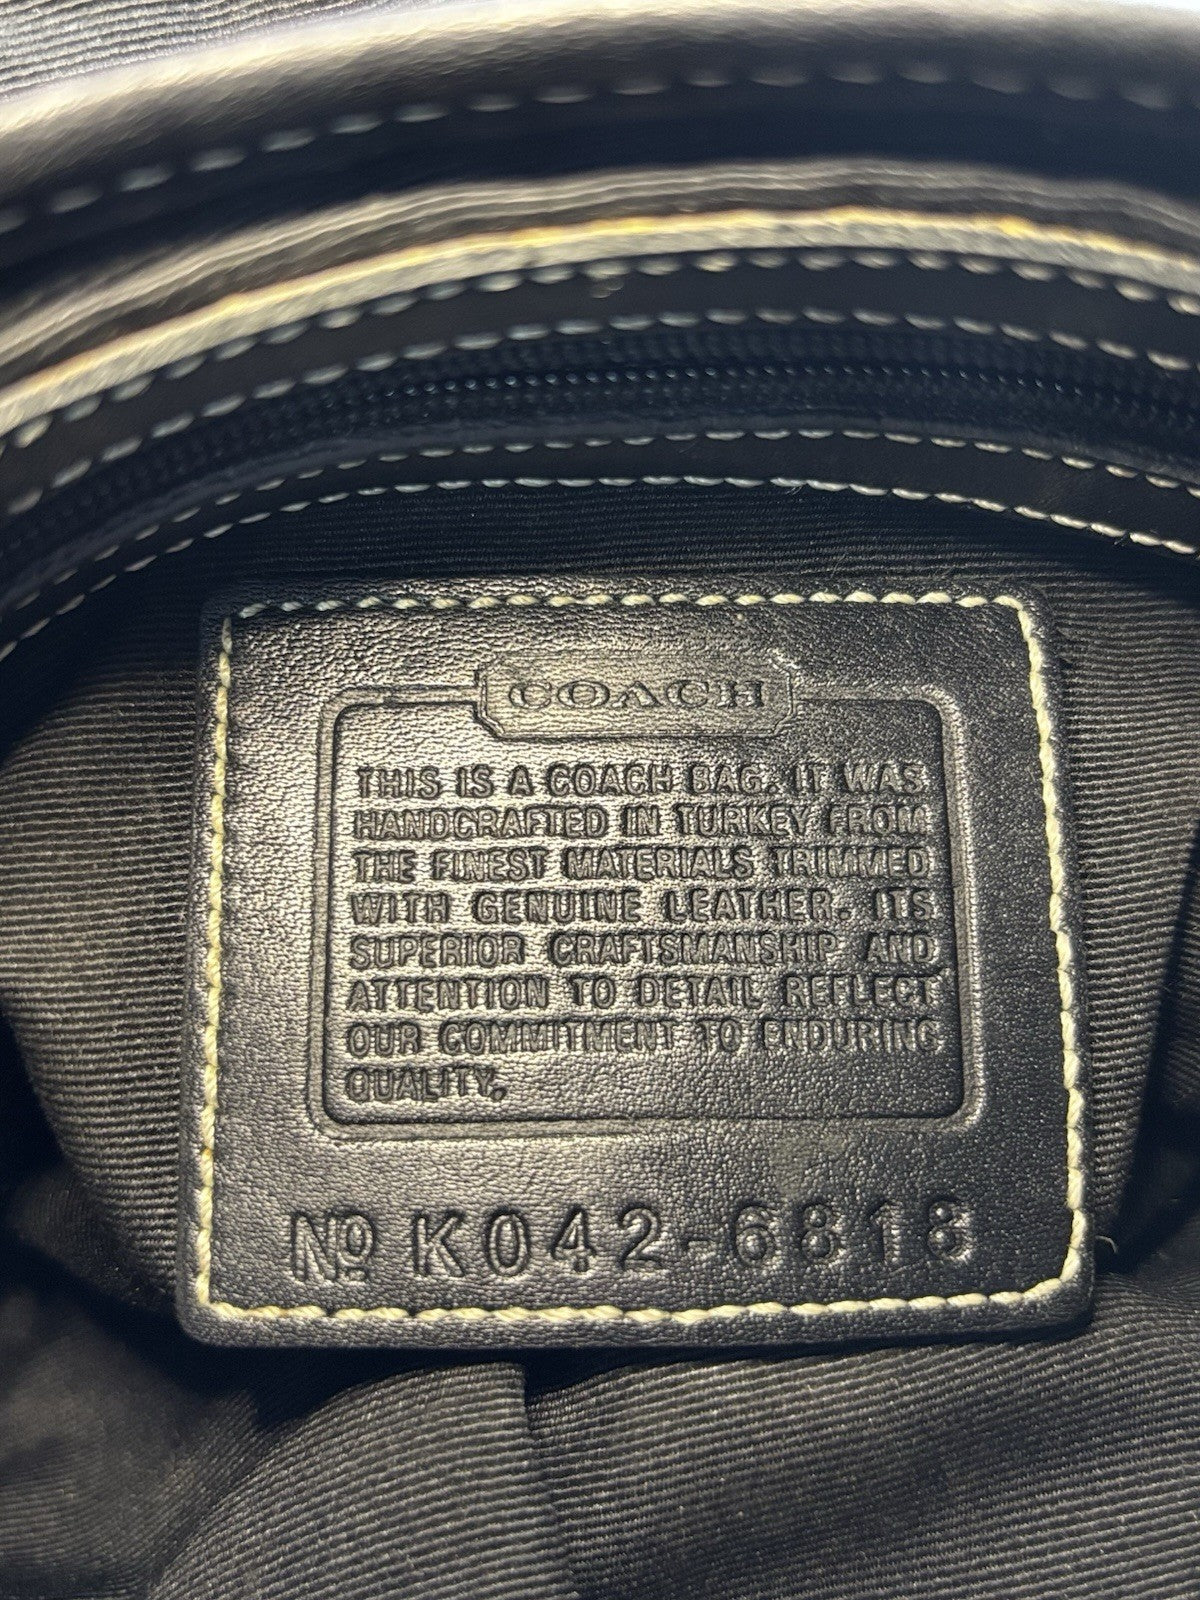 COACH
THIS IS A COACH BAG. IT WAS
HANDCRAFTED IN TURKEY FROM
THE FINEST MATERIALS TRIMMED
WITH GENUINE LEATHER. ITS
SUPERIOR CRAFTSMANSHIP AND
ATTENTION TO DETAIL REFLECT
OUR COMMITMENT TO ENDURING
QUALITY.
No K042-6818